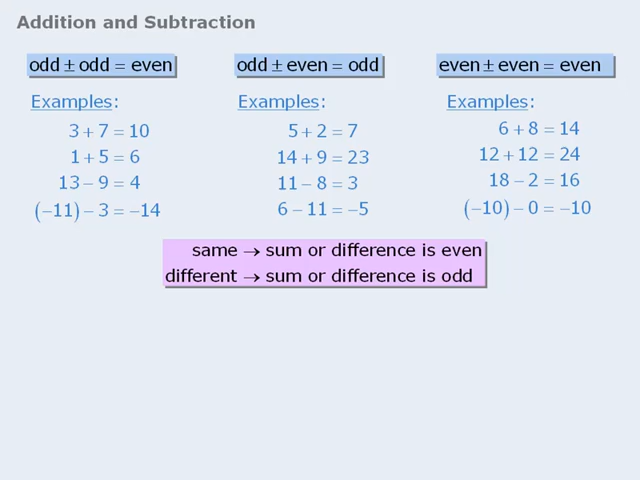 Addition and Subtraction
odd ± odd = even
Examples:
3 + 7 = 10
1 + 5 = 6
13 – 9 = 4
(–11) – 3 = –14
odd ± even = odd
Examples:
5 + 2 = 7
14 + 9 = 23
11 – 8 = 3
6 – 11 = –5
even ± even = even
Examples:
6 + 8 = 14
12 + 12 = 24
18 – 2 = 16
(–10) – 0 = –10
same → sum or difference is even
different → sum or difference is odd